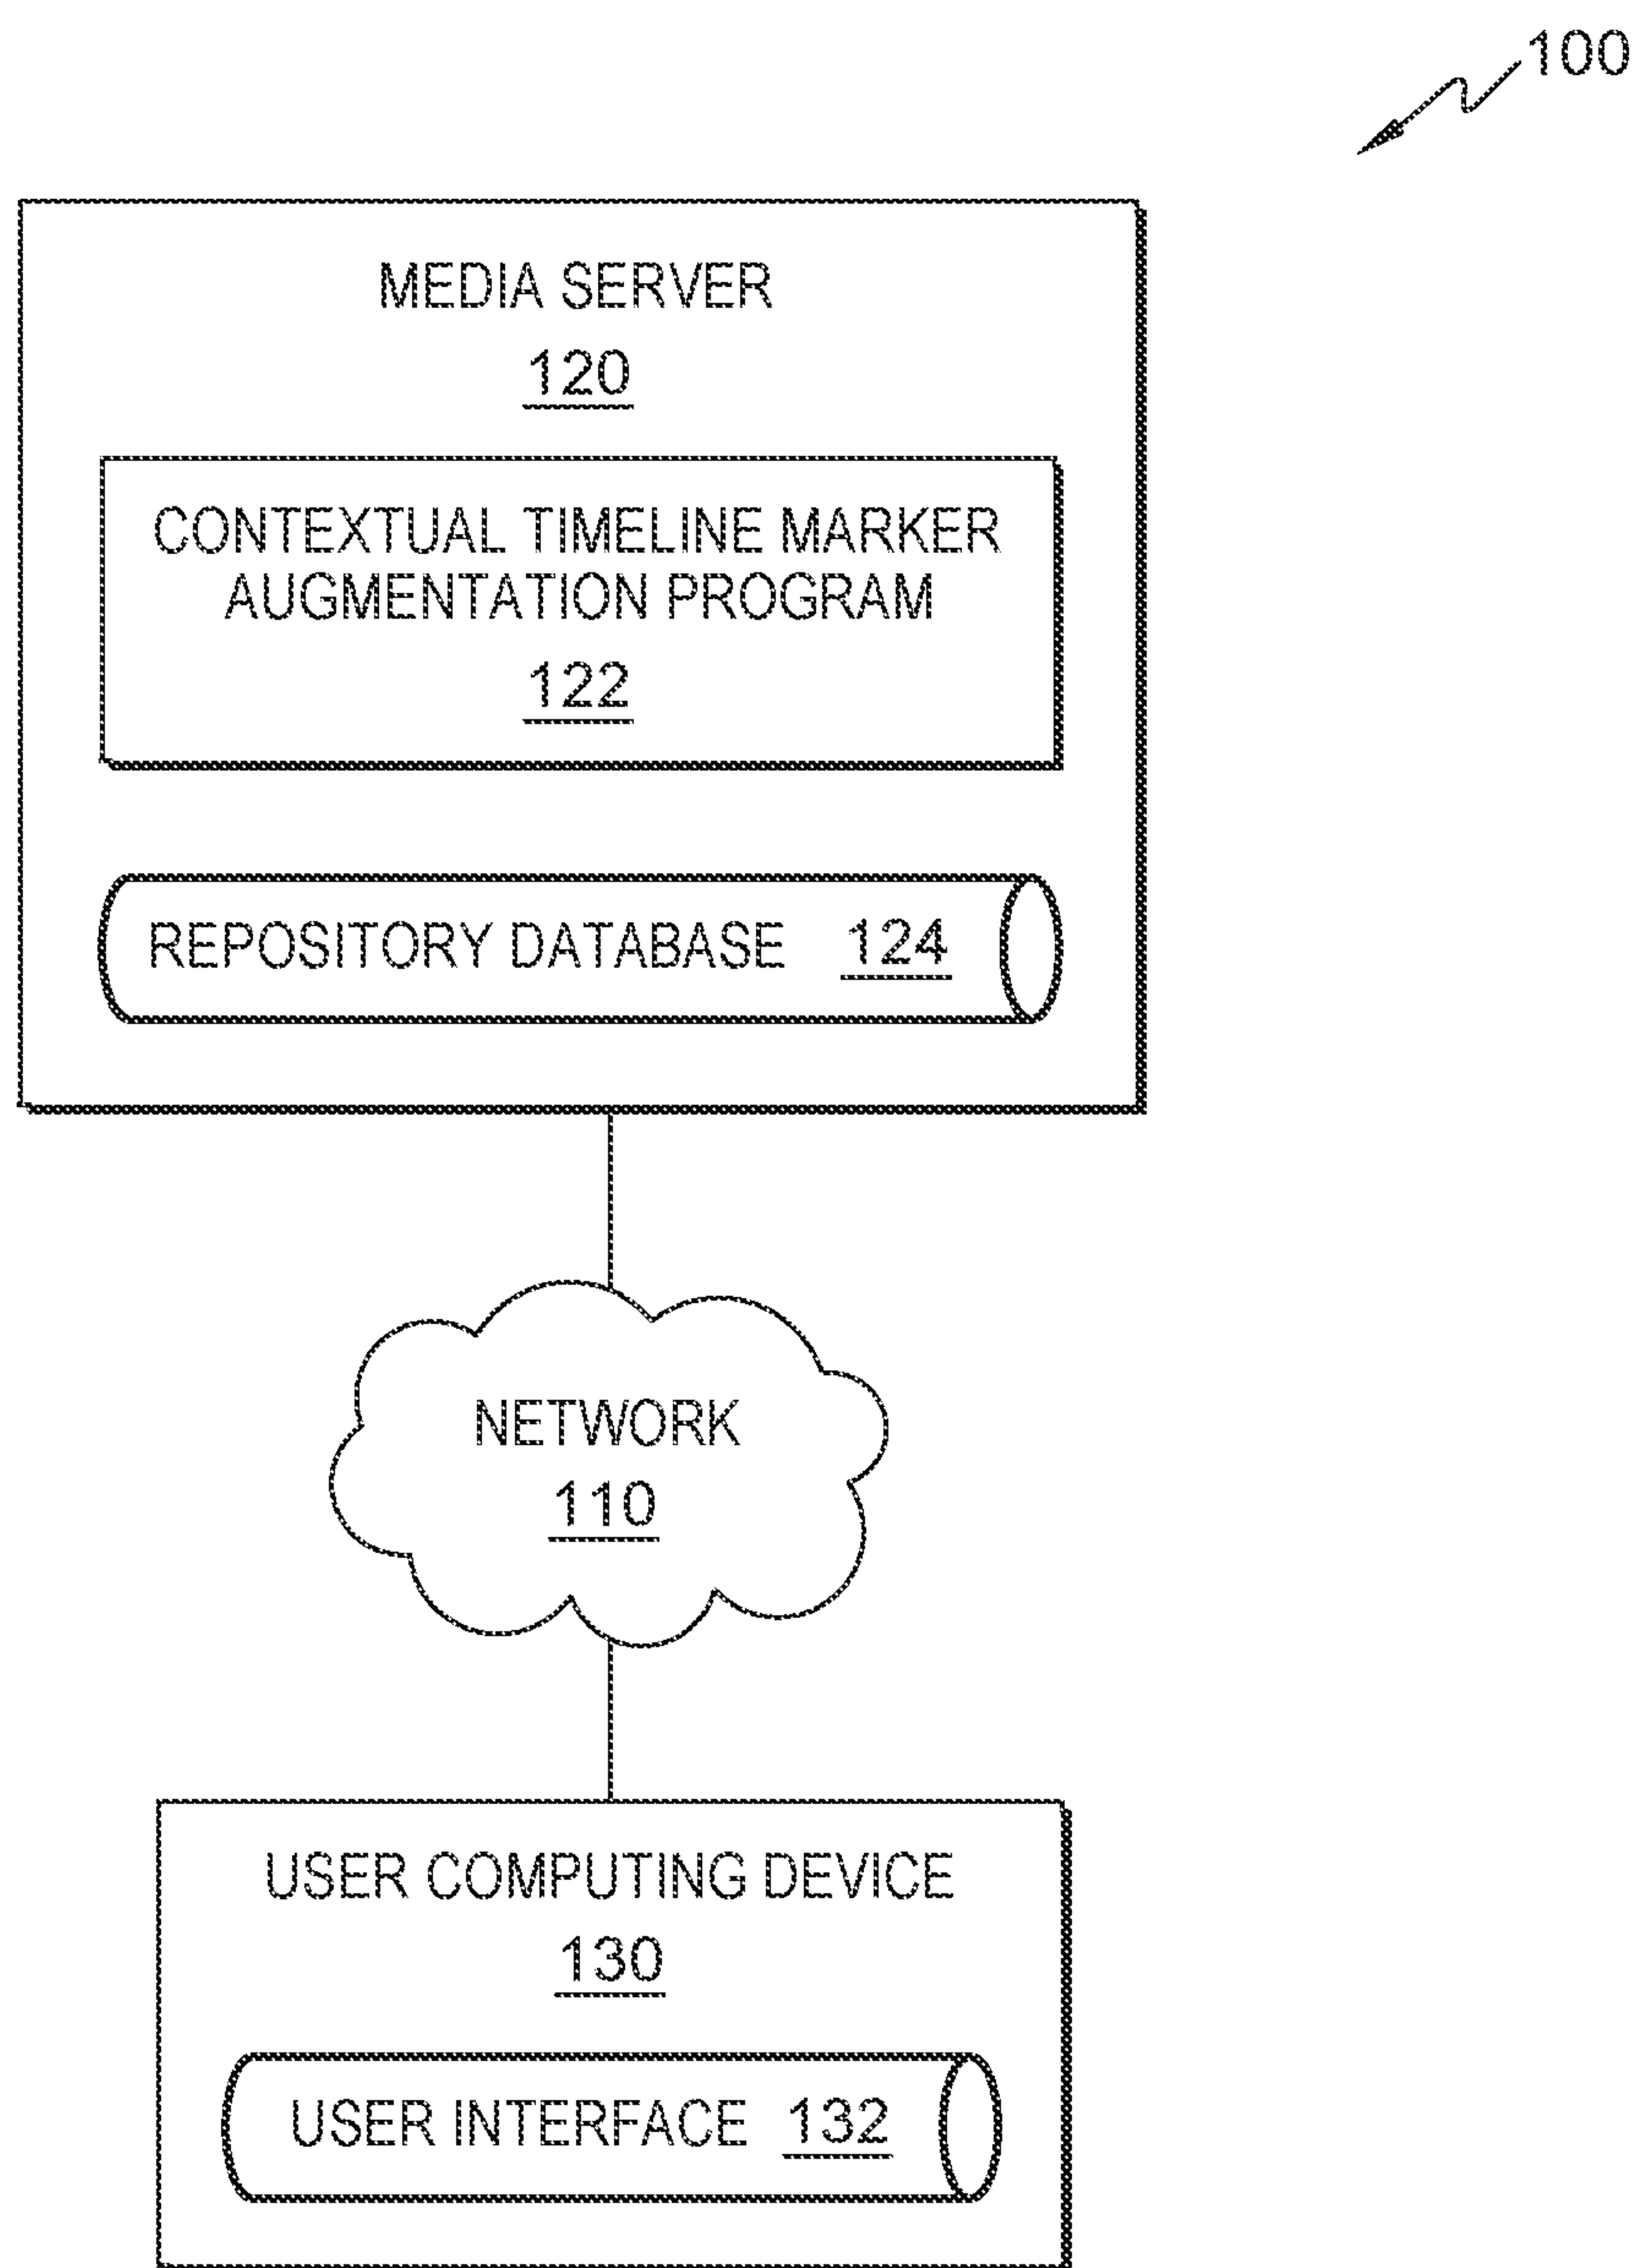 100
MEDIA SERVER
120
CONTEXTUAL TIMELINE MARKER
AUGMENTATION PROGRAM
122
REPOSITORY DATABASE 124
NETWORK
110
USER COMPUTING DEVICE
130
USER INTERFACE 132